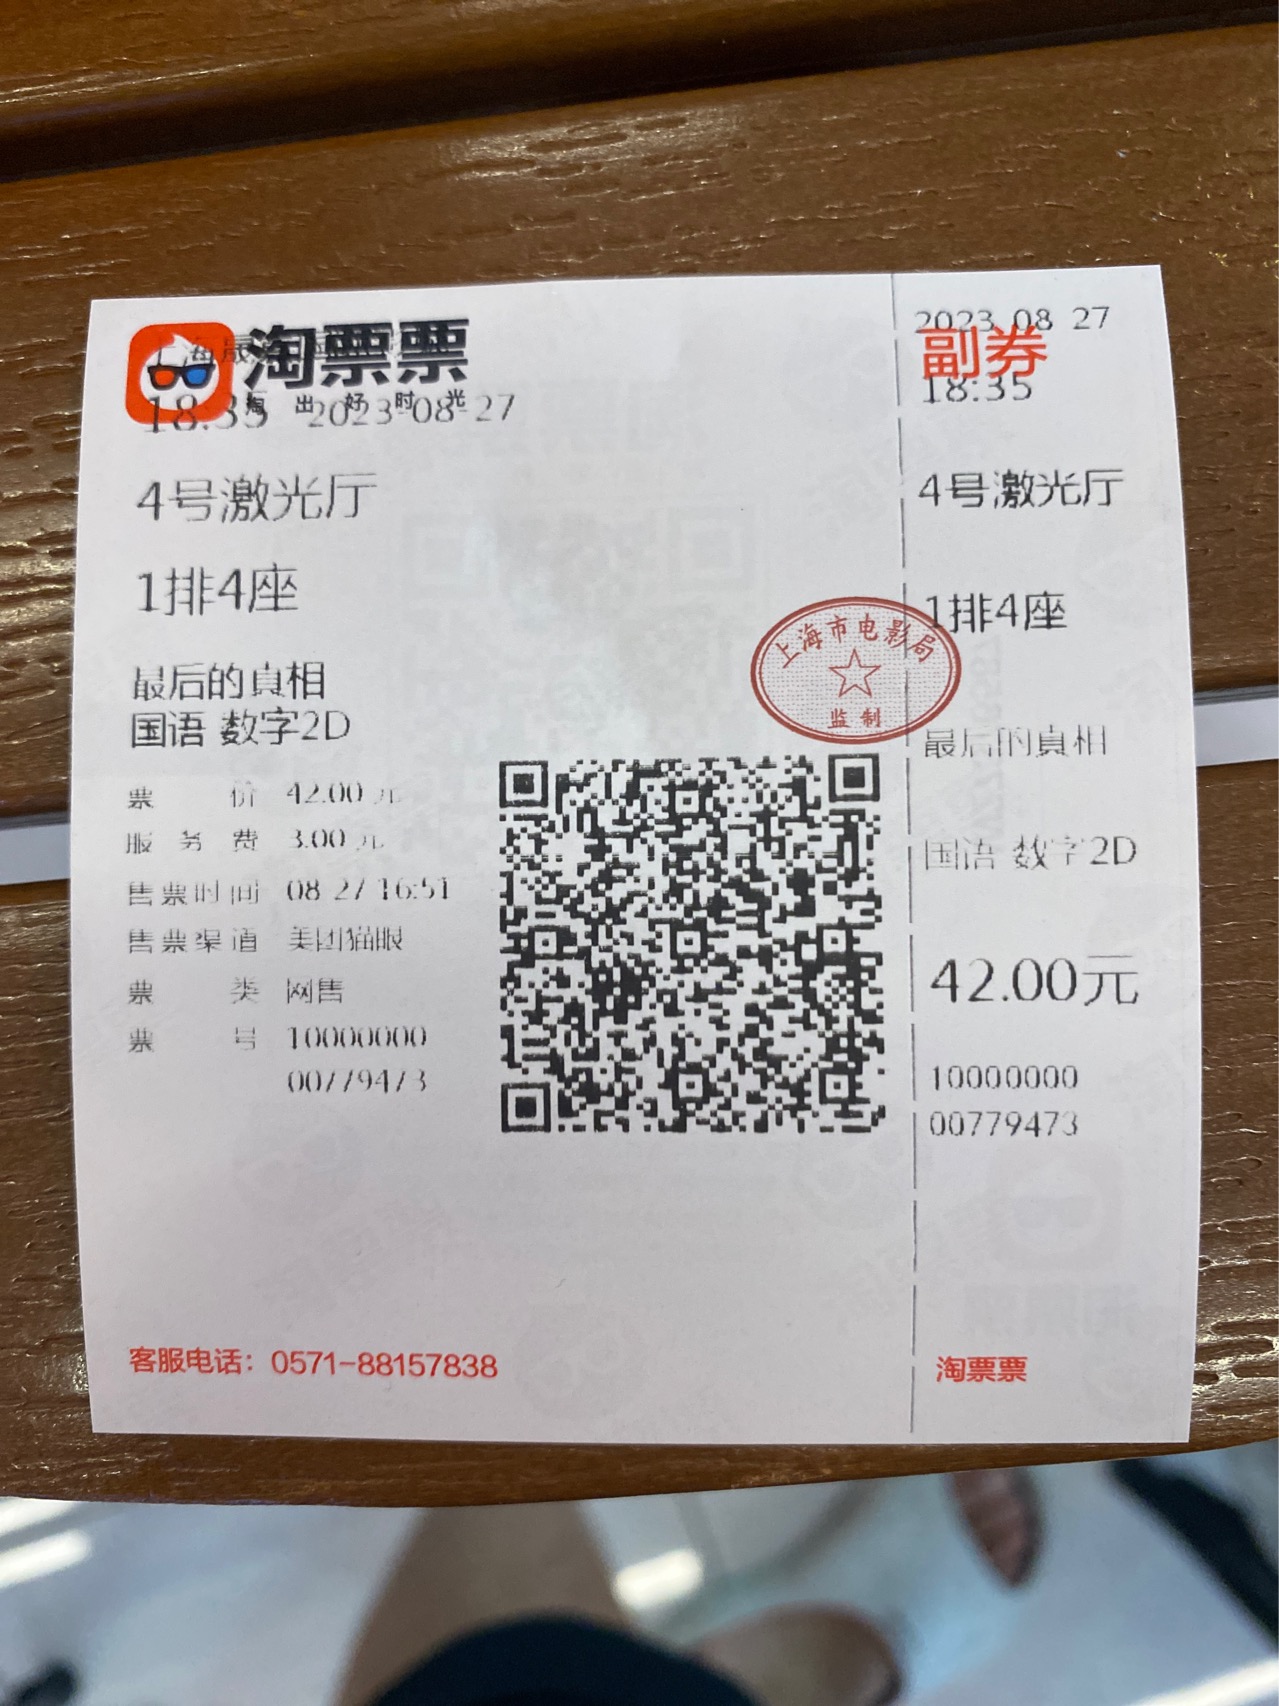 淘票票
淘出好时光
18:35 2023-08-27
4号激光厅
1排4座
最后的真相
国语 数字2D
票价 42.00 元
服务费 3.00 元
售票时间 08-27 16:51
售票渠道 美团猫眼
票类 网售
票号 10000000
00779473
客服电话：0571-88157838
上海市电影局
监制
2023-08-27
副券
18:35
4号激光厅
1排4座
最后的真相
国语 数字2D
42.00元
10000000
00779473
淘票票